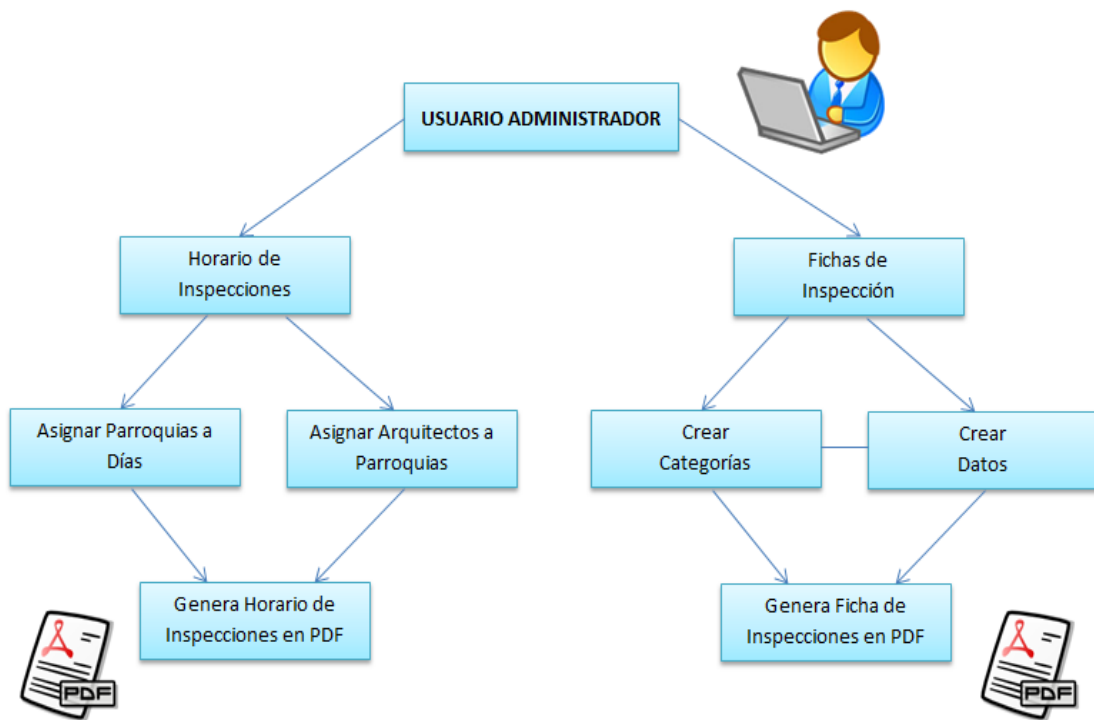 USUARIO ADMINISTRADOR
Horario de
Inspecciones
Fichas de
Inspección
Asignar Parroquias a
Días
Asignar Arquitectos a
Parroquias
Crear
Categorías
Crear
Datos
Genera Horario de
Inspecciones en PDF
Genera Ficha de
Inspecciones en PDF
PDF
PDF